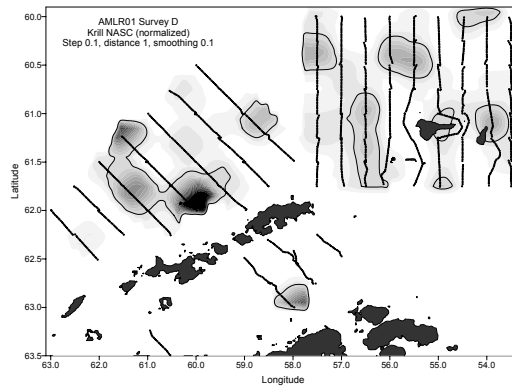 AMLR01 Survey D
Krill NASC (normalized)
Step 0.1, distance 1, smoothing 0.1
60.0
60.5
61.0
61.5
62.0
62.5
63.0
63.5
Latitude
63.0 62.0 61.0 60.0 59.0 58.0 57.0 56.0 55.0 54.0
Longitude